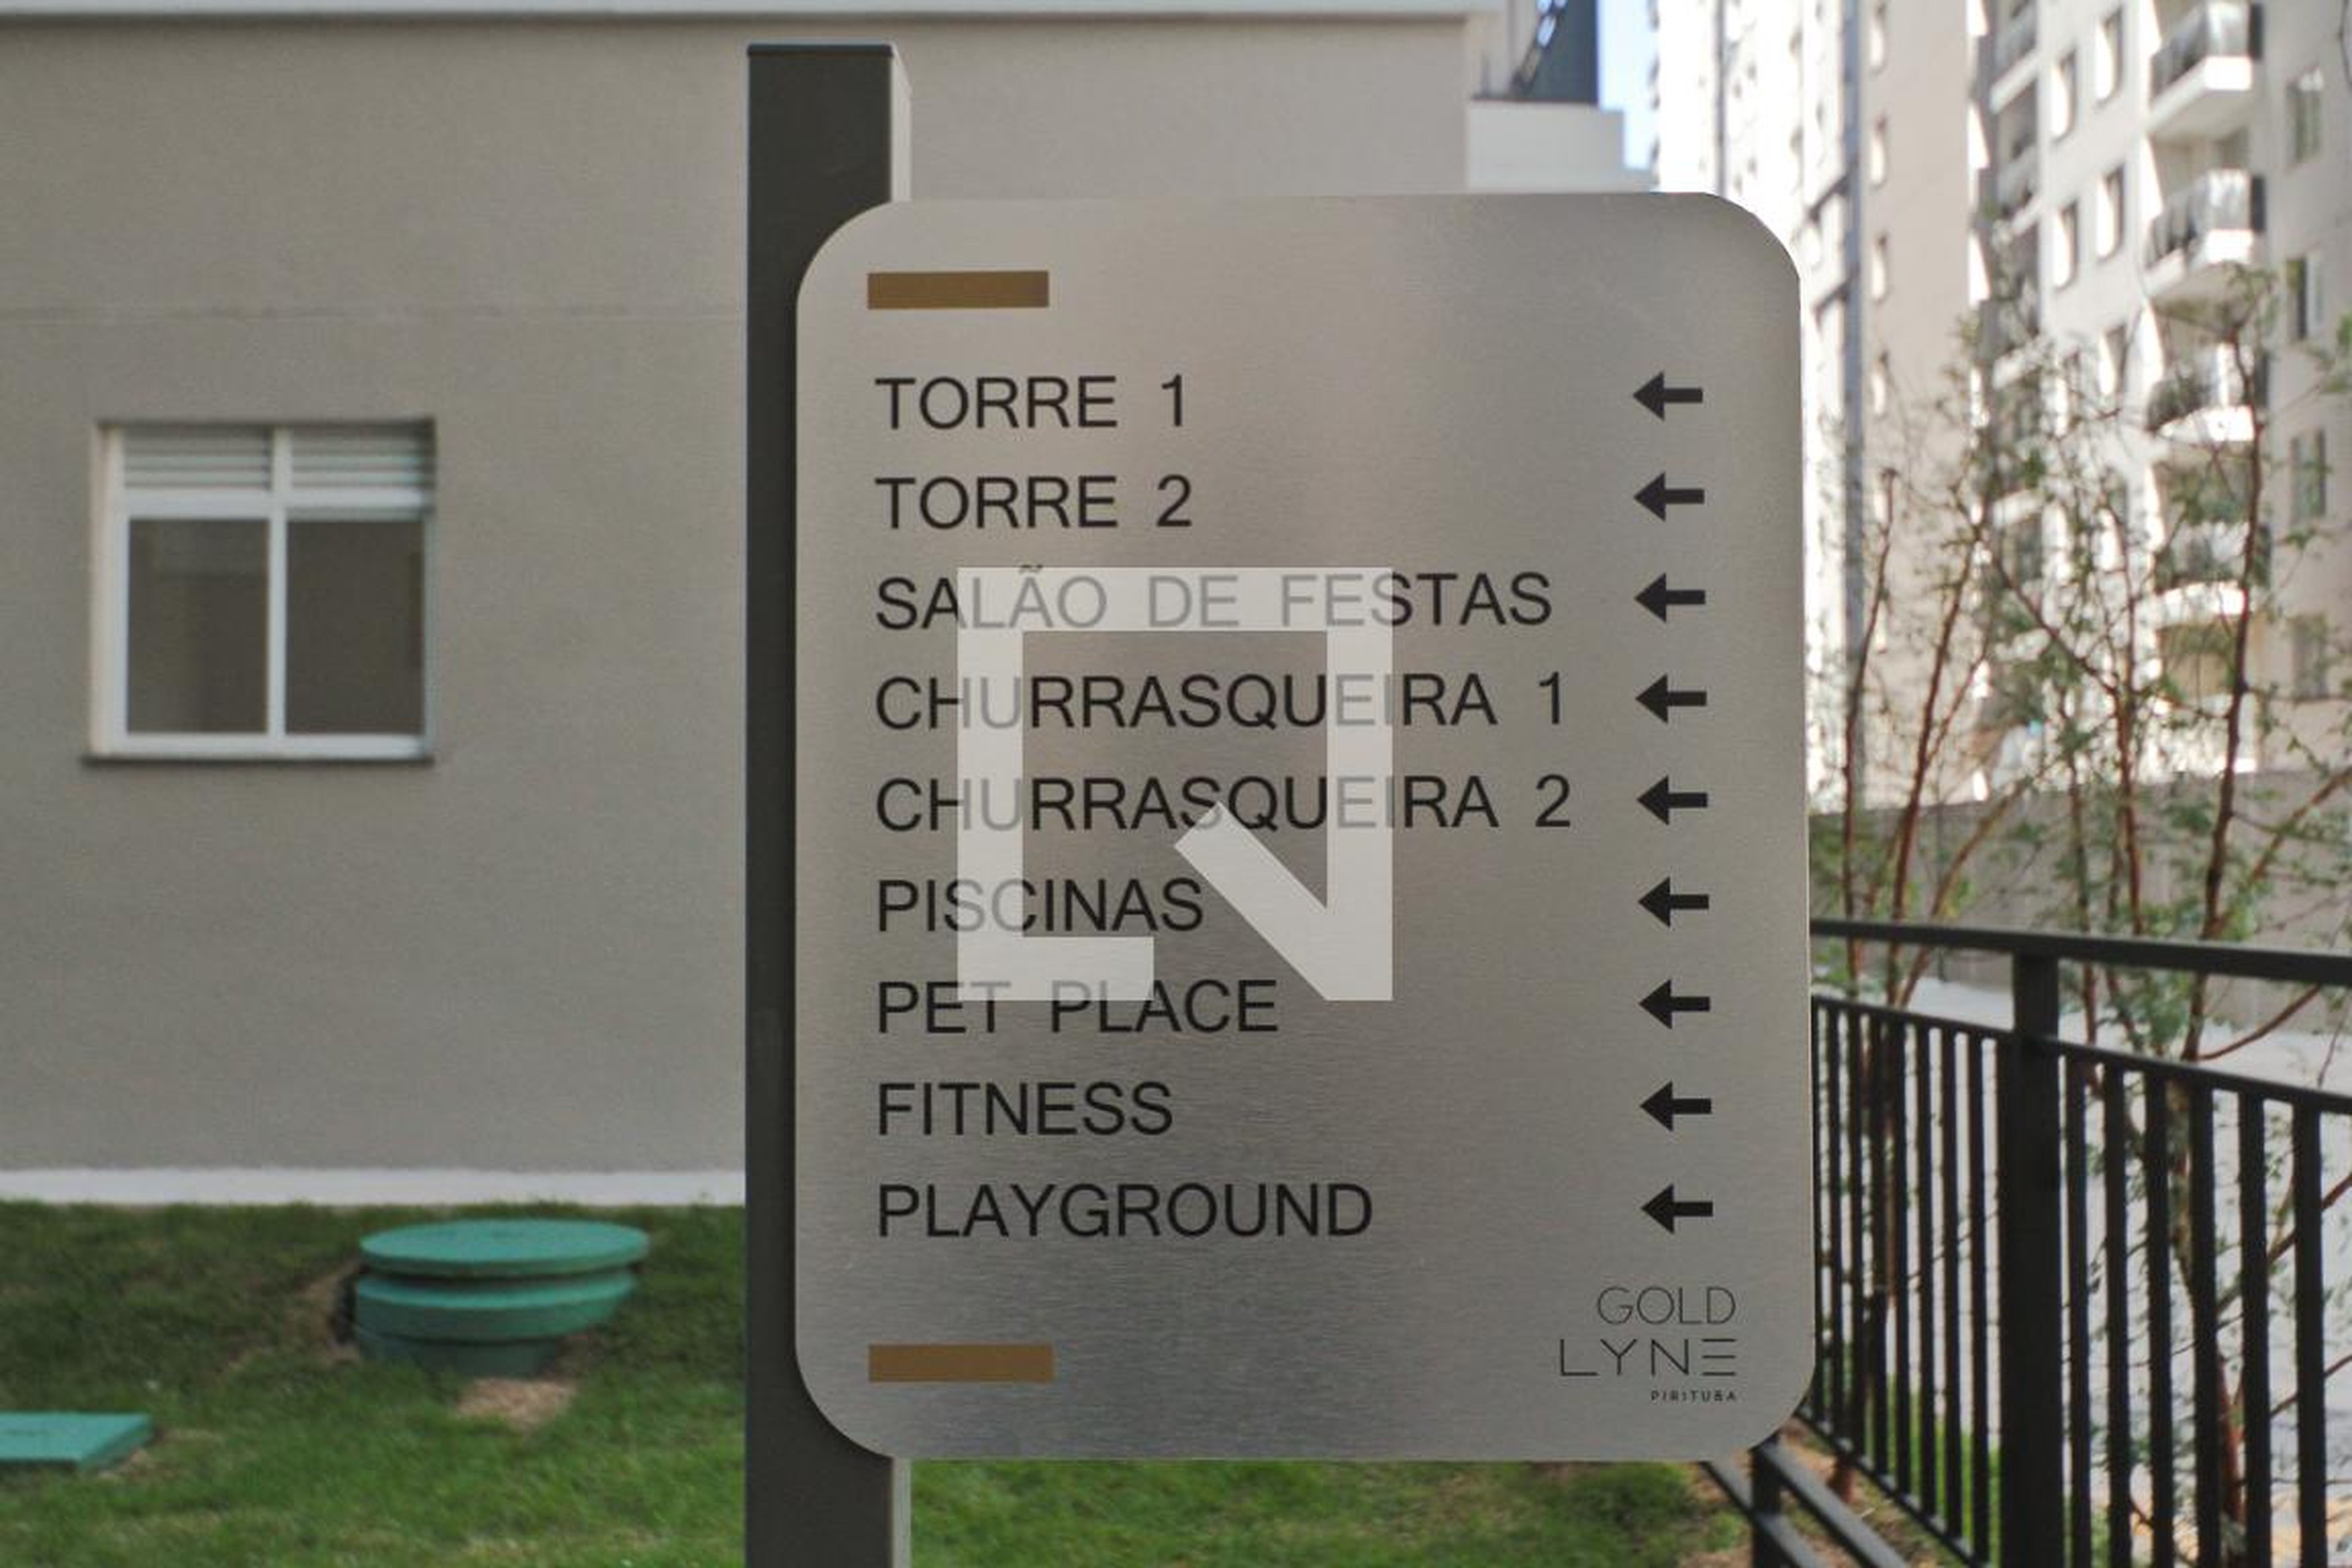 TORRE 1
TORRE 2
SALÃO DE FESTAS
CHURRASQUEIRA 1
CHURRASQUEIRA 2
PISCINAS
PET PLACE
FITNESS
PLAYGROUND
GOLD
LYNE
PIRITUBA